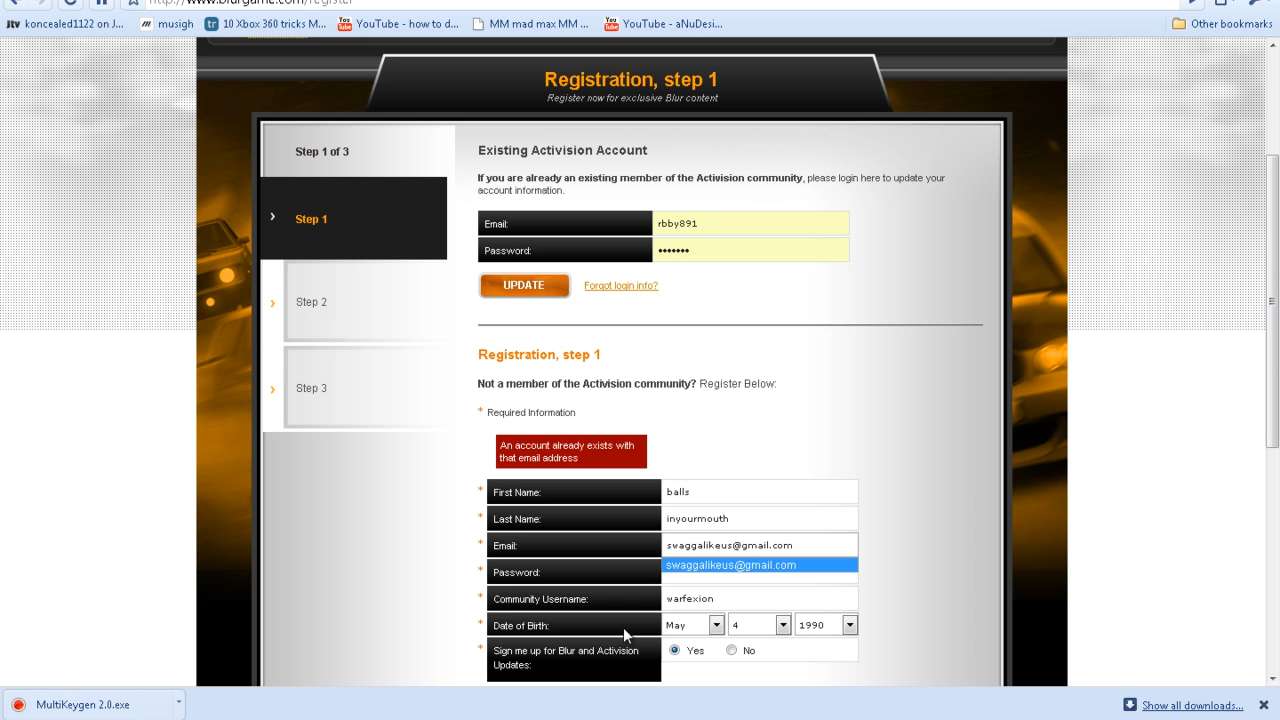 http://www.blurgame.com/register
koncealed1122 on J...
musigh
10 Xbox 360 tricks M...
YouTube - how to d...
MM mad max MM ...
YouTube - aNuDesi...
Other bookmarks
Registration, step 1
Register now for exclusive Blur content
Step 1 of 3
Step 1
Step 2
Step 3
Existing Activision Account
If you are already an existing member of the Activision community, please login here to update your
account information.
Email: rbby891
Password: •••••••
UPDATE Forgot login info?
Registration, step 1
Not a member of the Activision community? Register Below:
* Required Information
An account already exists with
that email address
* First Name: balls
* Last Name: inyourmouth
* Email: swaggalikeus@gmail.com
swaggalikeus@gmail.com
* Password:
* Community Username: warfexion
* Date of Birth: May 4 1990
* Sign me up for Blur and Activision
Updates: Yes No
MultiKeygen 2.0.exe
Show all downloads...